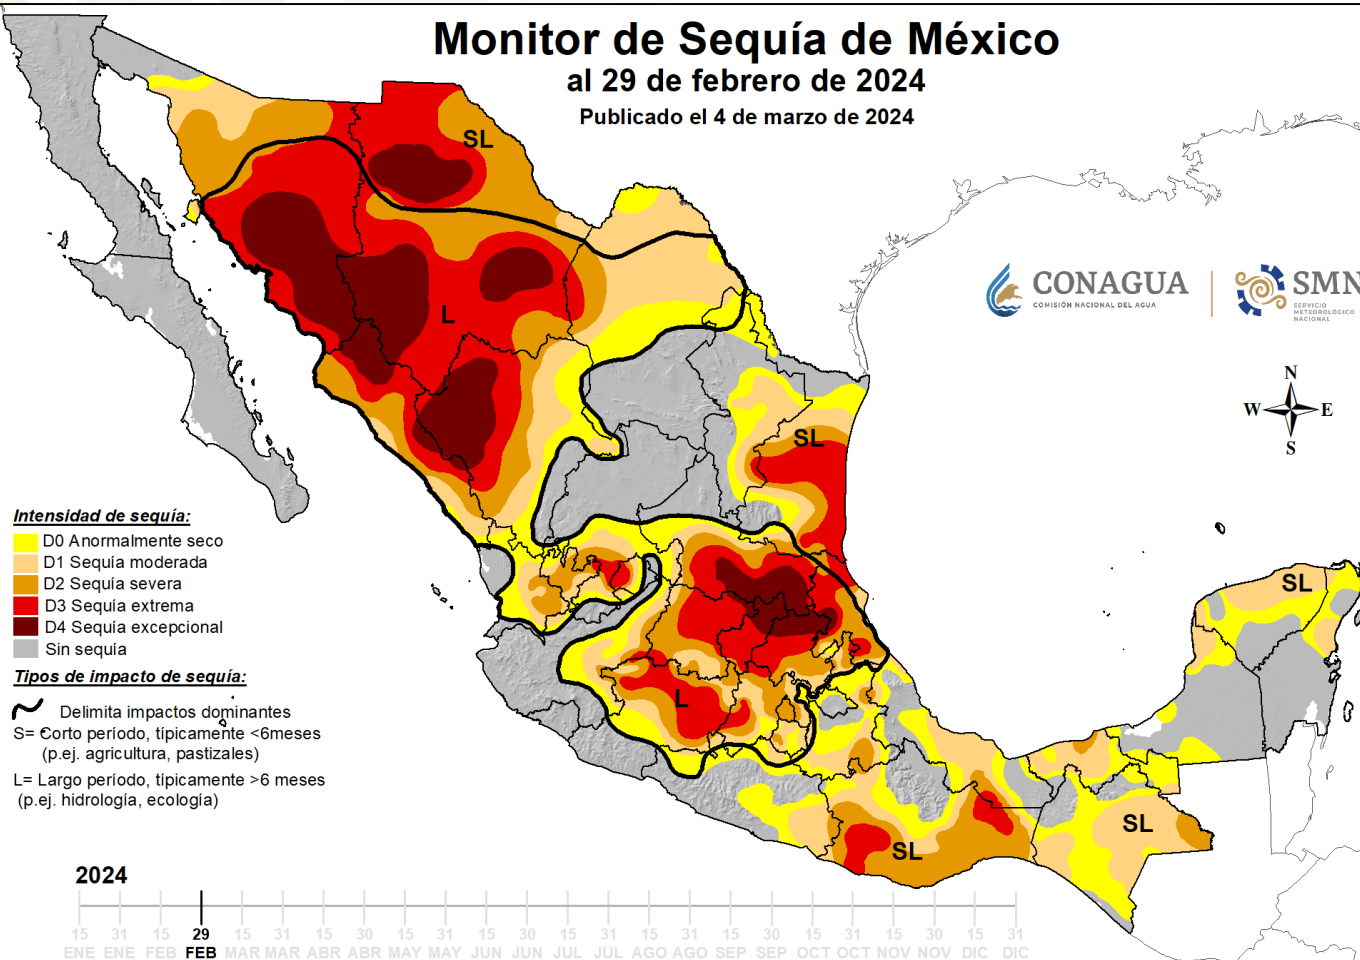 Monitor de Sequía de México
al 29 de febrero de 2024
Publicado el 4 de marzo de 2024
SL
CONAGUA
COMISIÓN NACIONAL DEL AGUA
SMN
SERVICIO
METEOROLÓGICO
NACIONAL
L
N
W E
S
SL
Intensidad de sequía:
D0 Anormalmente seco
D1 Sequía moderada
D2 Sequía severa
D3 Sequía extrema
D4 Sequía excepcional
Sin sequía
SL
Tipos de impacto de sequía:
Delimita impactos dominantes
S= Corto período, típicamente <6meses
(p.ej. agricultura, pastizales)
L= Largo período, típicamente >6 meses
(p.ej. hidrología, ecología)
L
SL
SL
2024
15 31 15 29 15 31 15 30 15 31 15 30 15 31 15 31 15 30 15 31 15 30 15 31
ENE ENE FEB FEB MAR MAR ABR ABR MAY MAY JUN JUN JUL JUL AGO AGO SEP SEP OCT OCT NOV NOV DIC DIC